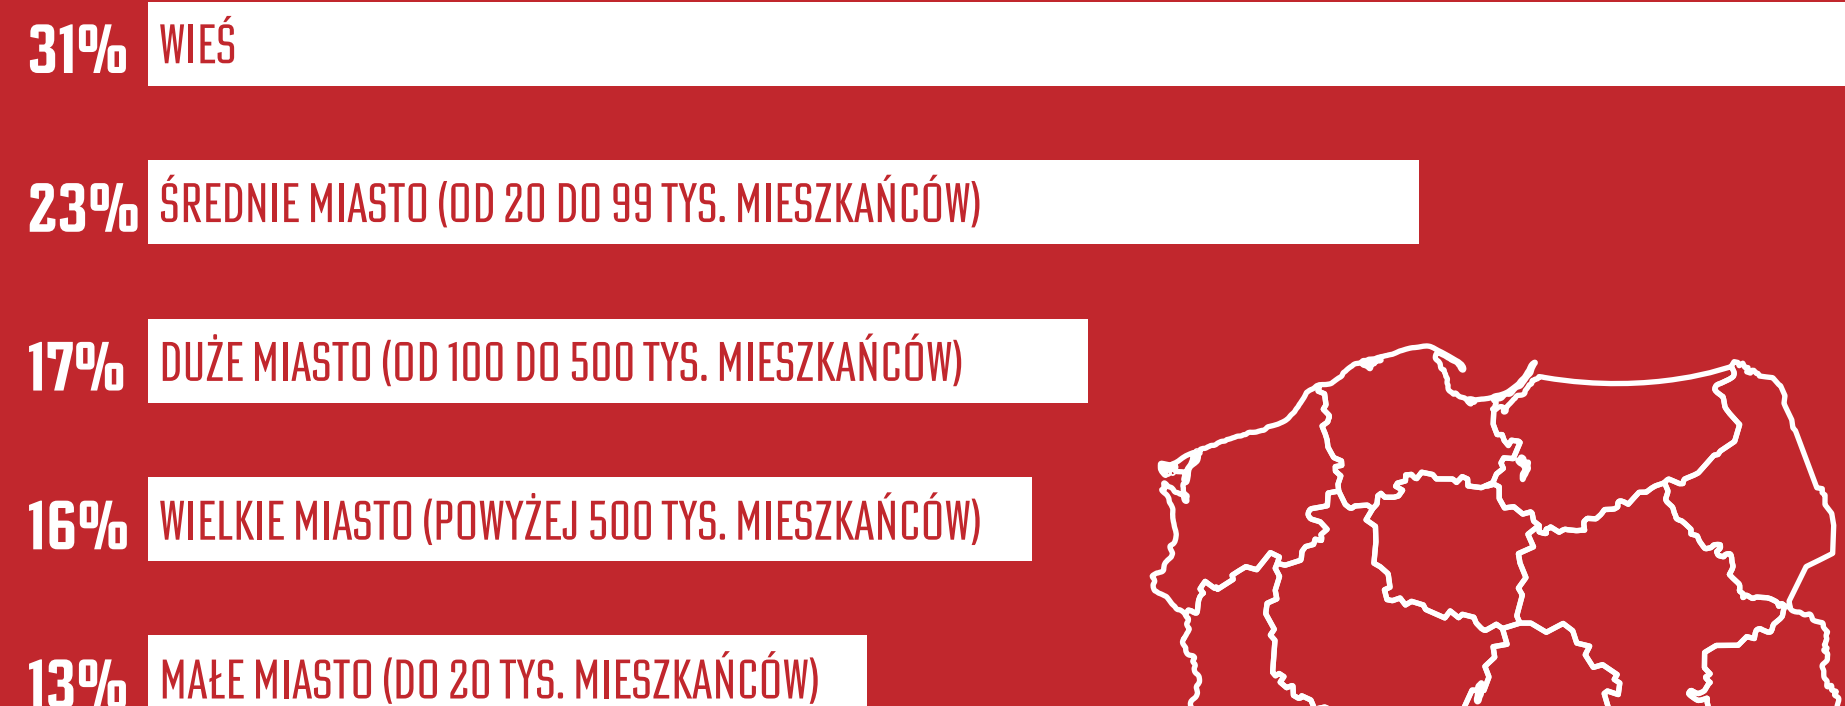 31% WIEŚ
23% ŚREDNIE MIASTO (OD 20 DO 99 TYS. MIESZKAŃCÓW)
17% DUŻE MIASTO (OD 100 DO 500 TYS. MIESZKAŃCÓW)
16% WIELKIE MIASTO (POWYŻEJ 500 TYS. MIESZKAŃCÓW)
13% MAŁE MIASTO (DO 20 TYS. MIESZKAŃCÓW)